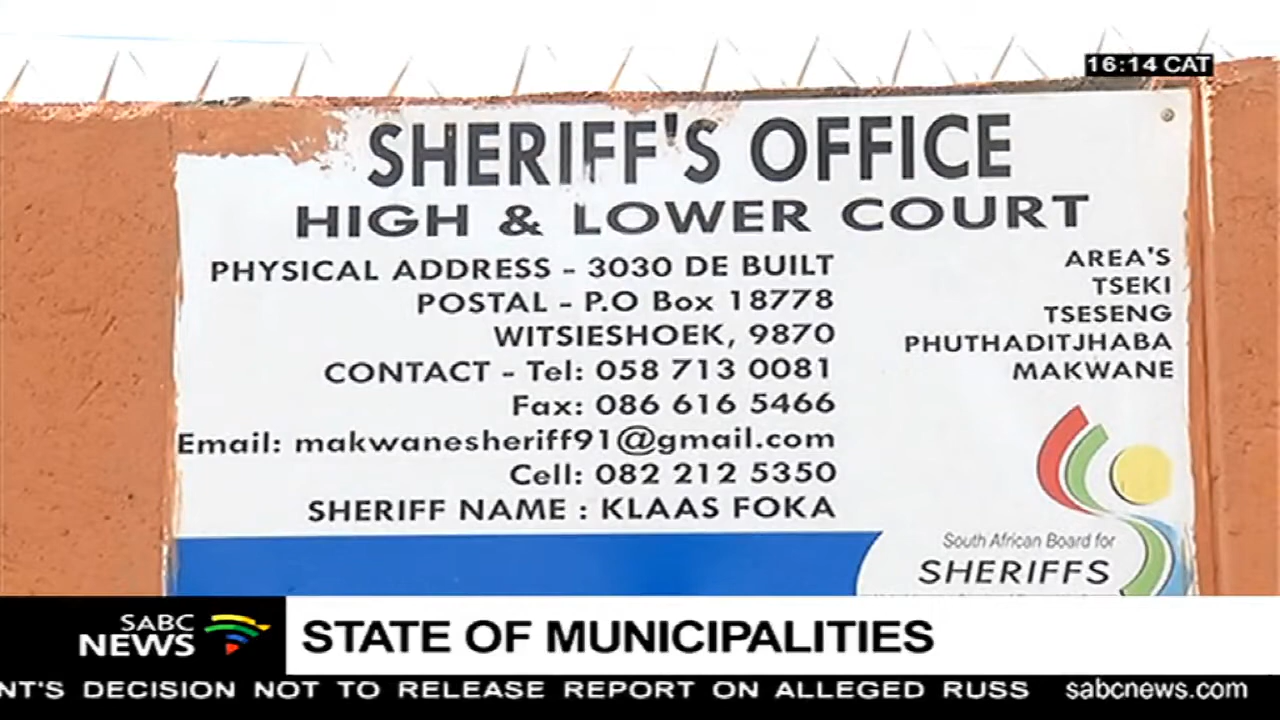 16:14 CAT
SHERIFF'S OFFICE
HIGH & LOWER COURT
PHYSICAL ADDRESS - 3030 DE BUILT
POSTAL - P.O Box 18778
WITSIESHOEK, 9870
CONTACT - Tel: 058 713 0081
Fax: 086 616 5466
Email: makwanesheriff91@gmail.com
Cell: 082 212 5350
SHERIFF NAME : KLAAS FOKA
AREA'S
TSEKI
TSESENG
PHUTHADITJHABA
MAKWANE
South African Board for
SHERIFFS
SABC
NEWS
STATE OF MUNICIPALITIES
NT'S DECISION NOT TO RELEASE REPORT ON ALLEGED RUSS
sabcnews.com